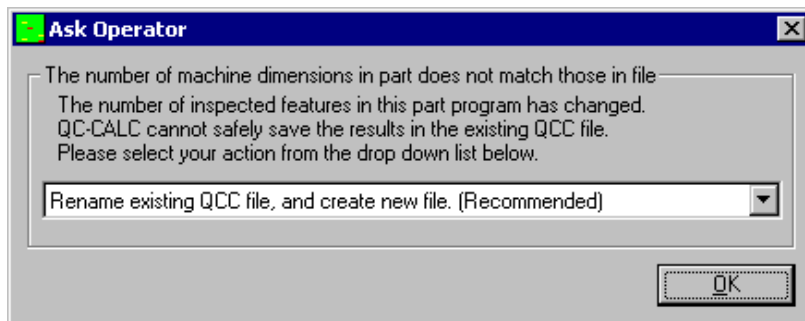 Ask Operator
The number of machine dimensions in part does not match those in file
The number of inspected features in this part program has changed.
QC-CALC cannot safely save the results in the existing QCC file.
Please select your action from the drop down list below.
Rename existing QCC file, and create new file. (Recommended)
OK